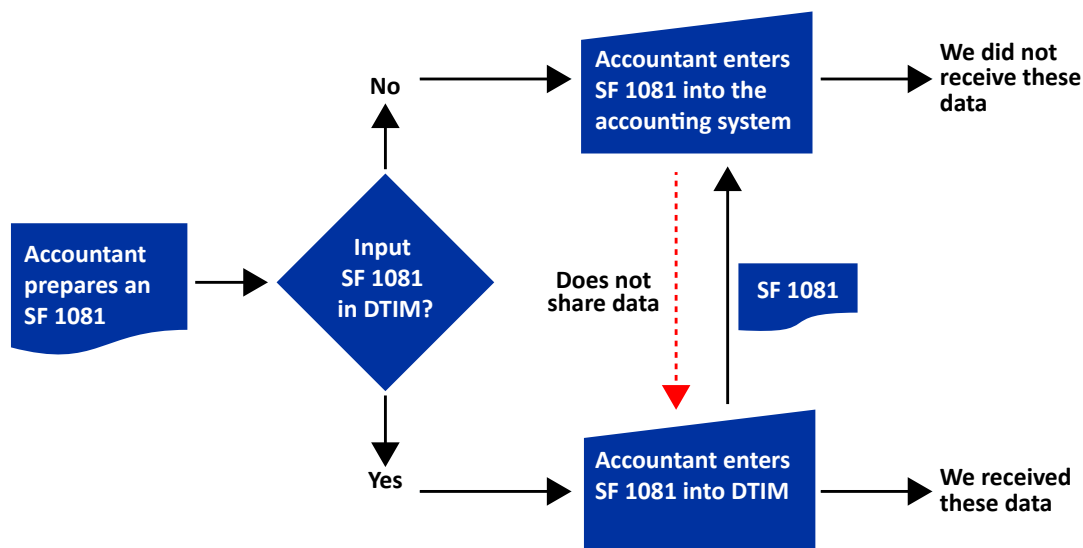 Accountant
prepares an
SF 1081
Input
SF 1081
in DTIM?
No
Accountant enters
SF 1081 into the
accounting system
We did not
receive these
data
Does not
share data
SF 1081
Yes
Accountant enters
SF 1081 into DTIM
We received
these data